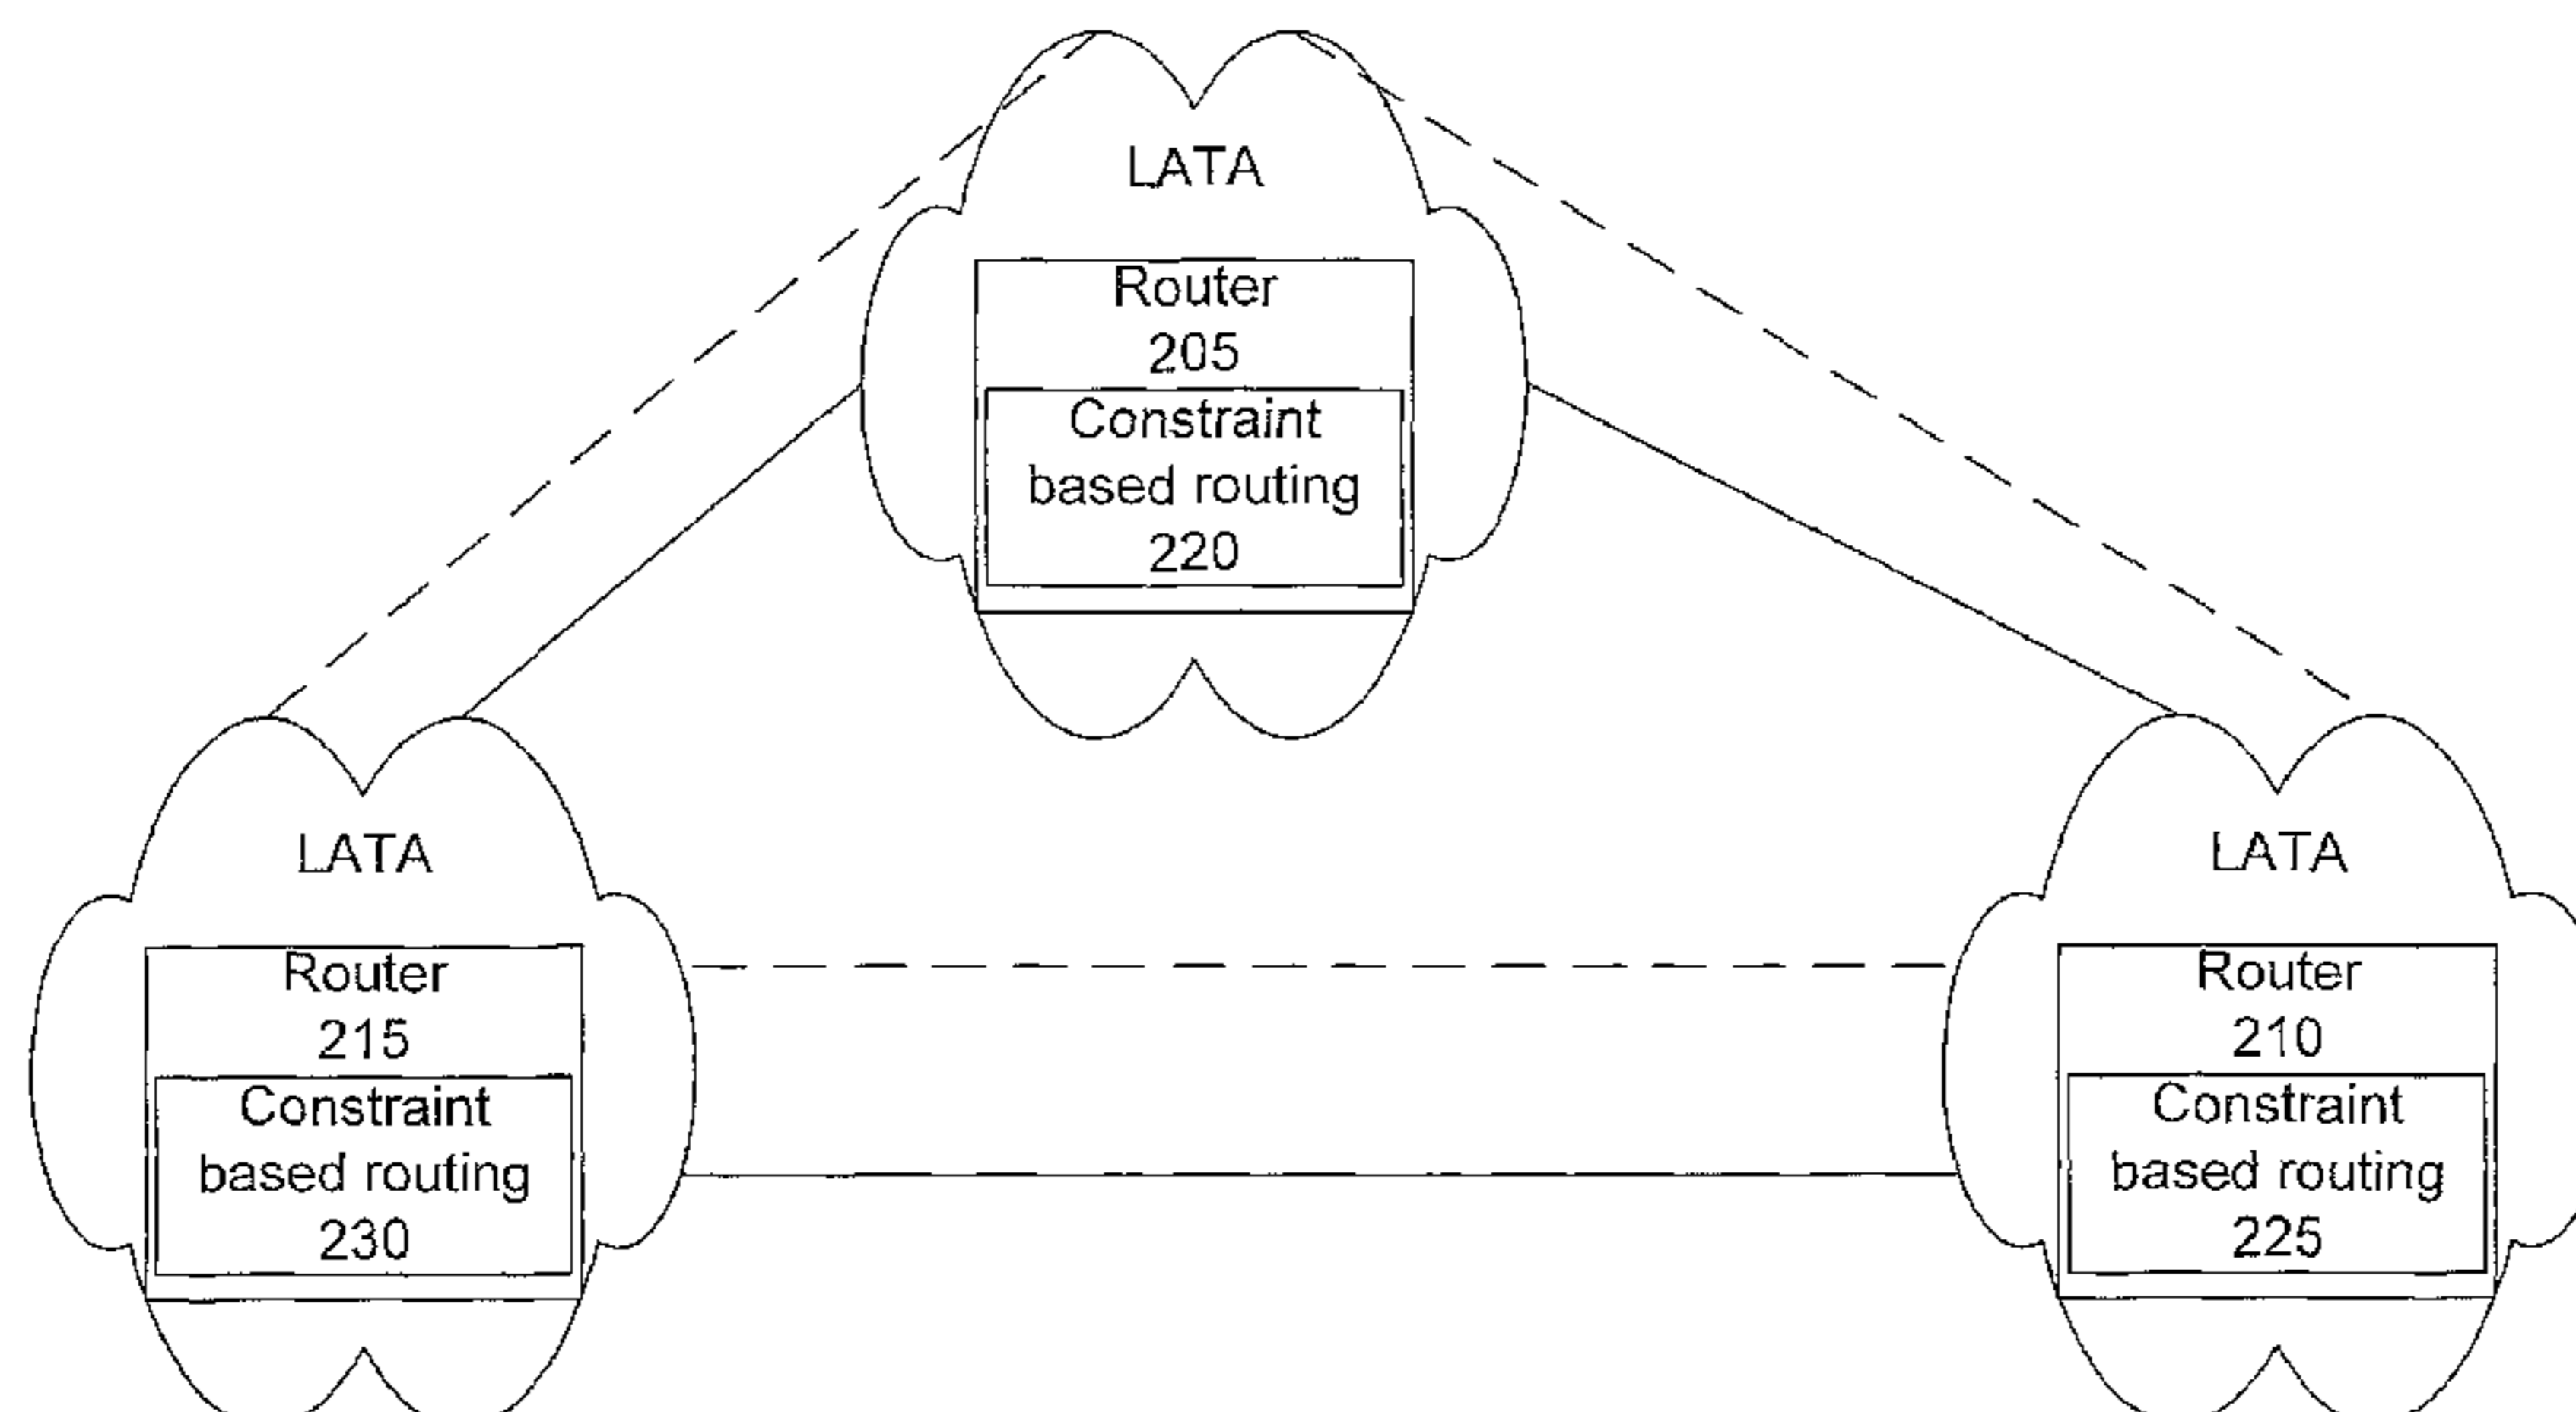 LATA
Router
205
Constraint
based routing
220
LATA
Router
215
Constraint
based routing
230
LATA
Router
210
Constraint
based routing
225